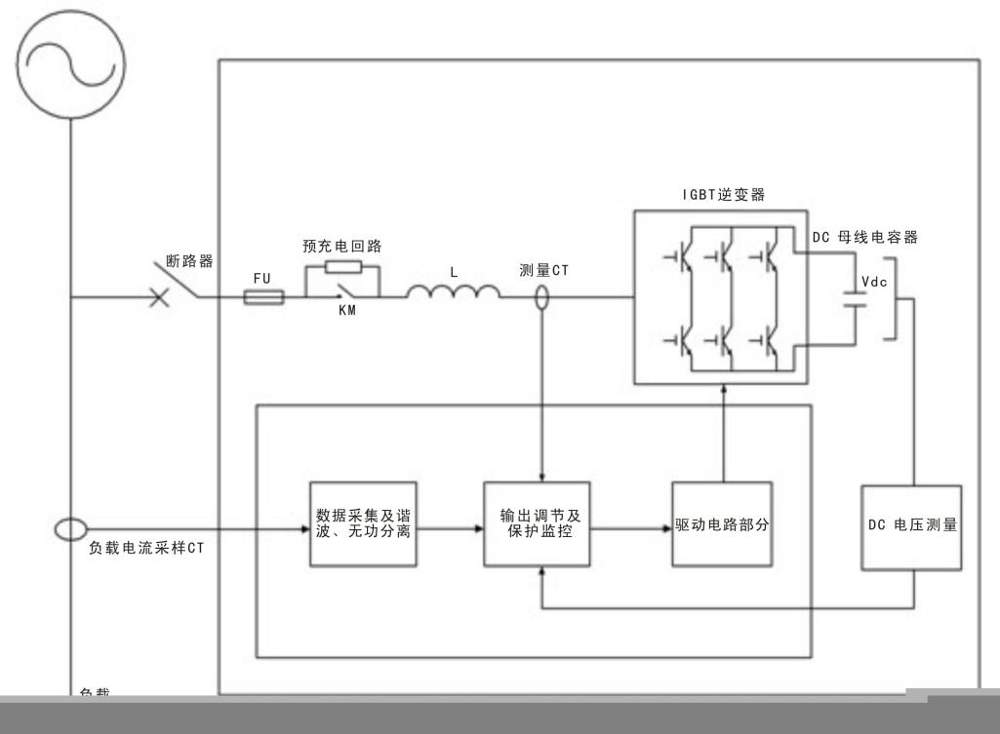 IGBT逆变器
DC 母线电容器
预充电回路
断路器
FU
L
测量CT
Vdc
KM
数据采集及谐
波、无功分离
输出调节及
保护监控
驱动电路部分
DC 电压测量
负载电流采样CT
负载